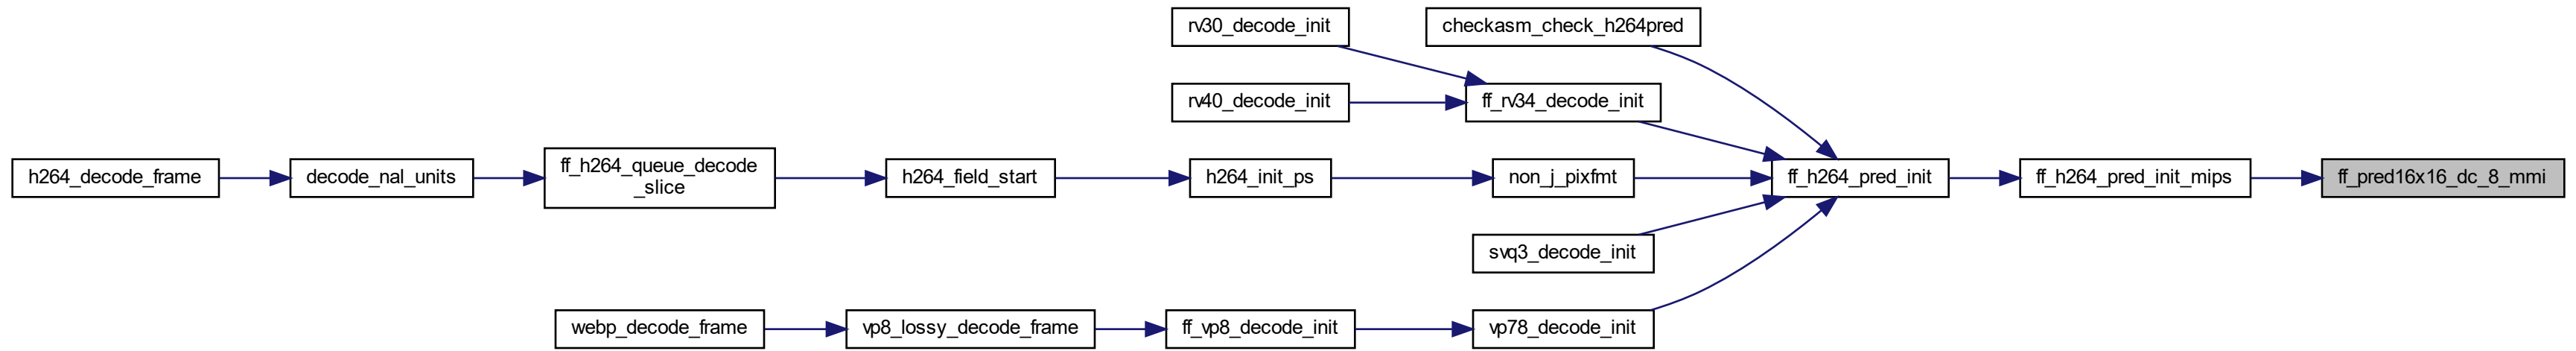 rv30_decode_init
checkasm_check_h264pred
rv40_decode_init
ff_rv34_decode_init
h264_decode_frame
decode_nal_units
ff_h264_queue_decode
_slice
h264_field_start
h264_init_ps
non_j_pixfmt
ff_h264_pred_init
ff_h264_pred_init_mips
ff_pred16x16_dc_8_mmi
svq3_decode_init
webp_decode_frame
vp8_lossy_decode_frame
ff_vp8_decode_init
vp78_decode_init